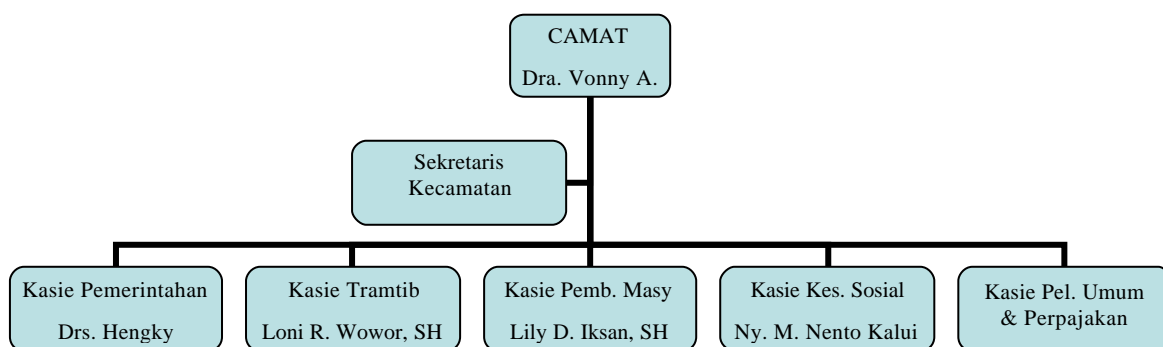 CAMAT
Dra. Vonny A.
Sekretaris
Kecamatan
Kasie Pemerintahan
Drs. Hengky
Kasie Tramtib
Loni R. Wowor, SH
Kasie Pemb. Masy
Lily D. Iksan, SH
Kasie Kes. Sosial
Ny. M. Nento Kalui
Kasie Pel. Umum
& Perpajakan